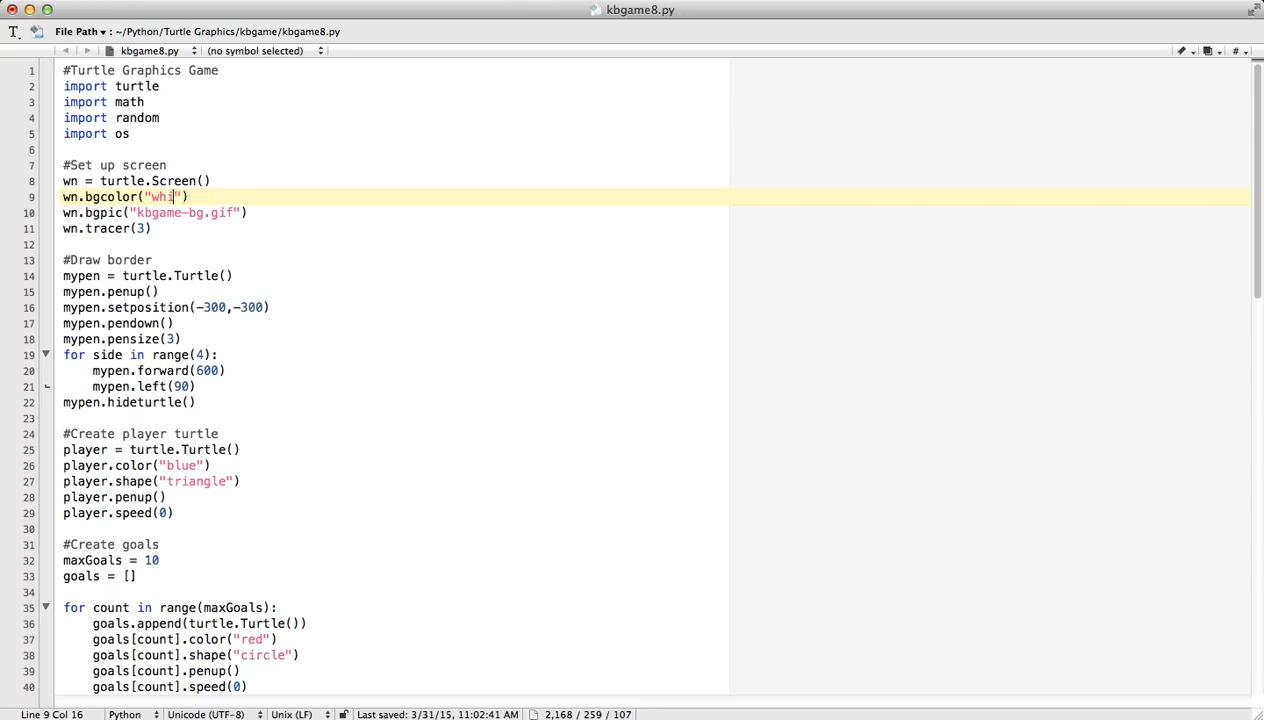 kbgame8.py
File Path ▾ : ~/Python/Turtle Graphics/kbgame/kbgame8.py
kbgame8.py (no symbol selected) #
1 #Turtle Graphics Game
2 import turtle
3 import math
4 import random
5 import os
6
7 #Set up screen
8 wn = turtle.Screen()
9 wn.bgcolor("whi")
10 wn.bgpic("kbgame-bg.gif")
11 wn.tracer(3)
12
13 #Draw border
14 mypen = turtle.Turtle()
15 mypen.penup()
16 mypen.setposition(-300,-300)
17 mypen.pendown()
18 mypen.pensize(3)
19 for side in range(4):
20     mypen.forward(600)
21     mypen.left(90)
22 mypen.hideturtle()
23
24 #Create player turtle
25 player = turtle.Turtle()
26 player.color("blue")
27 player.shape("triangle")
28 player.penup()
29 player.speed(0)
30
31 #Create goals
32 maxGoals = 10
33 goals = []
34
35 for count in range(maxGoals):
36     goals.append(turtle.Turtle())
37     goals[count].color("red")
38     goals[count].shape("circle")
39     goals[count].penup()
40     goals[count].speed(0)
Line 9 Col 16 Python Unicode (UTF-8) Unix (LF) Last saved: 3/31/15, 11:02:41 AM 2,168 / 259 / 107